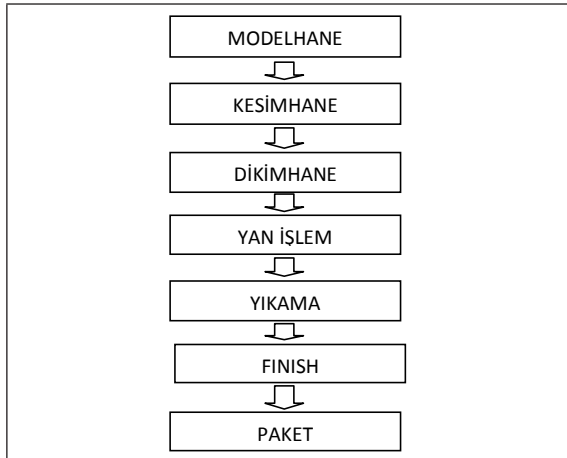 MODELHANE
KESİMHANE
DİKİMHANE
YAN İŞLEM
YIKAMA
FINISH
PAKET